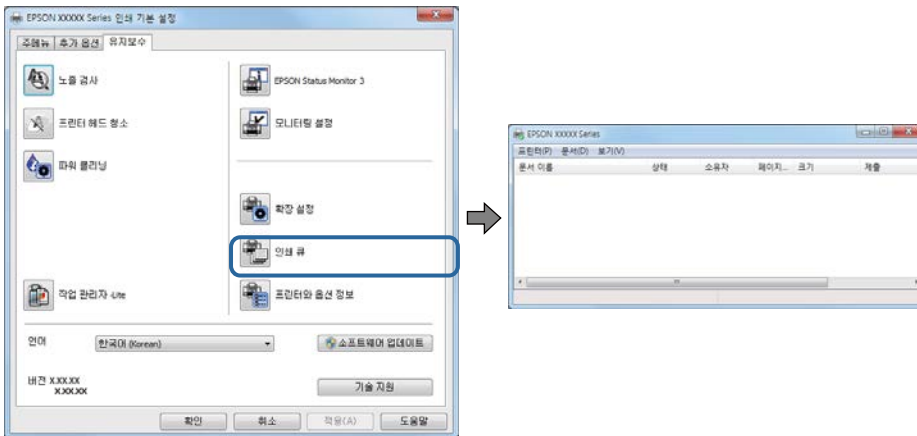 EPSON XXXXX Series 인쇄 기본 설정
주메뉴 추가 옵션 유지보수
노즐 검사
EPSON Status Monitor 3
프린터 헤드 청소
모니터링 설정
파워 클리닝
확장 설정
인쇄 큐
작업 관리자 -Lite
프린터와 옵션 정보
언어
한국어 (Korean)
소프트웨어 업데이트
버전 X.XX.XX
X.XX.XX
기술 지원
확인 취소 적용(A) 도움말
EPSON XXXXX Series
프린터(P) 문서(D) 보기(V)
문서 이름 상태 소유자 페이지... 크기 제출